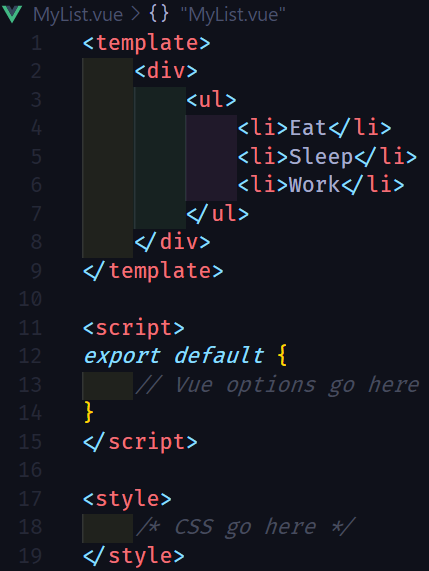 MyList.vue > {} "MyList.vue"
1 <template>
2     <div>
3         <ul>
4             <li>Eat</li>
5             <li>Sleep</li>
6             <li>Work</li>
7         </ul>
8     </div>
9 </template>
10
11 <script>
12 export default {
13     // Vue options go here
14 }
15 </script>
16
17 <style>
18     /* CSS go here */
19 </style>